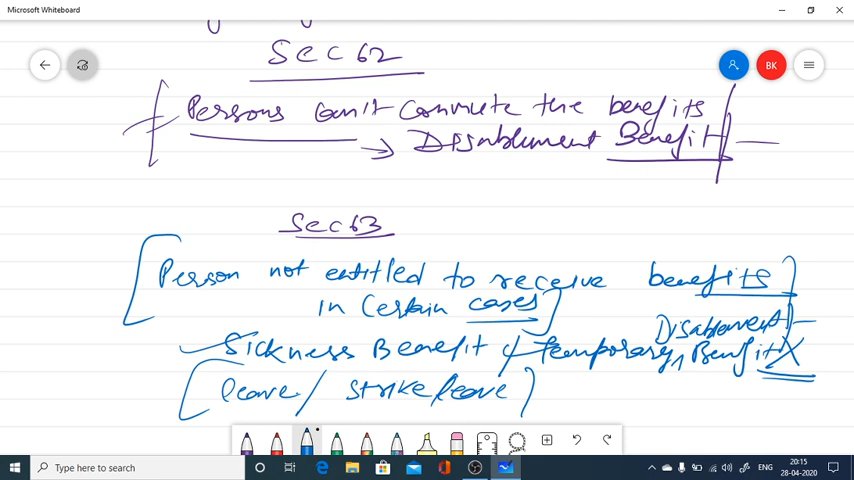 Microsoft Whiteboard
Sec 62
BK
Persons Can't Commute the benefits
→ Disablement Benefit
Sec 63
Person not entitled to receive benefits
in Certain cases
Disablement
Sickness Benefit & temporary Benefit X
leave / strike/leave
Type here to search
ENG
20:15
28-04-2020